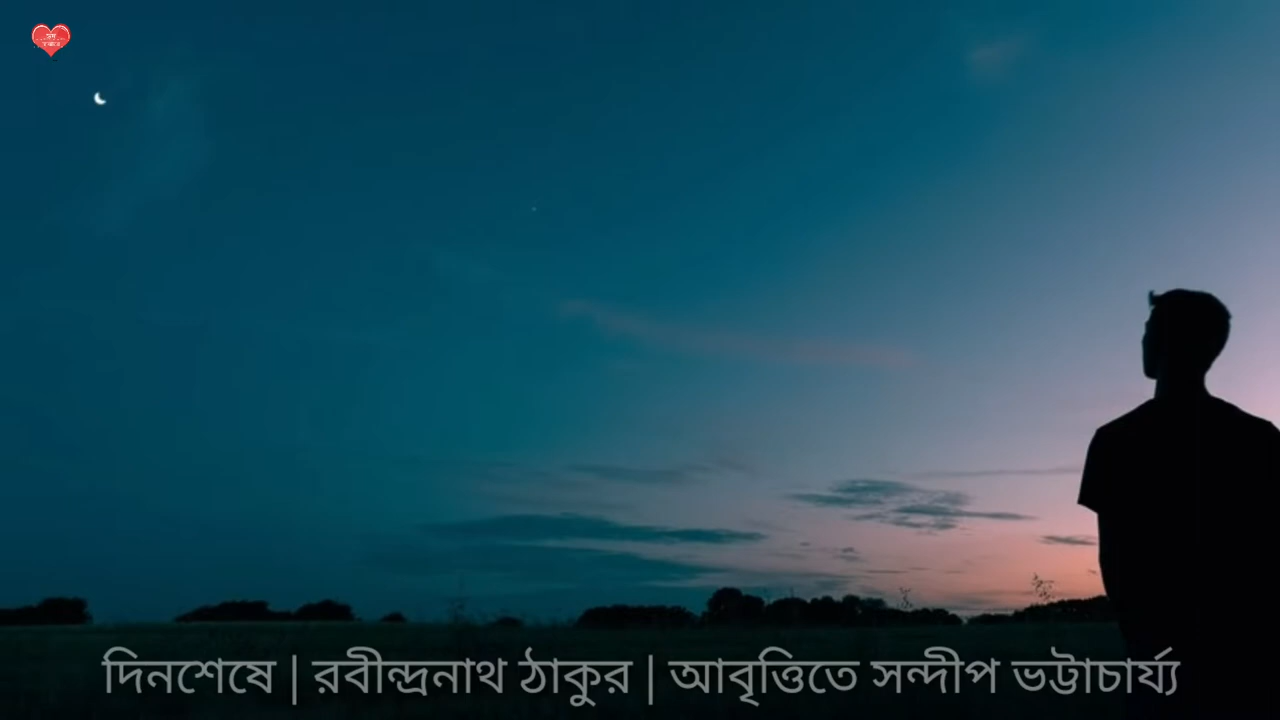 দিনশেষে | রবীন্দ্রনাথ ঠাকুর | আবৃত্তিতে সন্দীপ ভট্টাচার্য্য